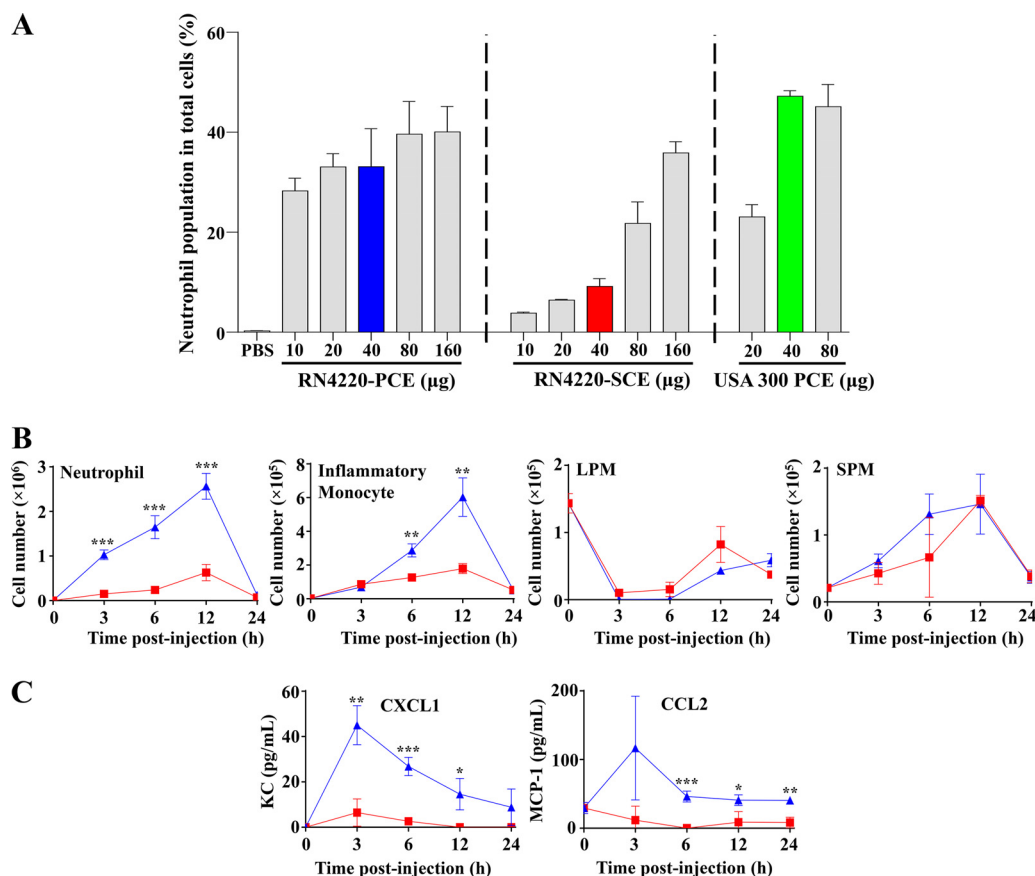 A
Neutrophil population in total cells (%)
60
40
20
0
PBS 10 20 40 80 160 10 20 40 80 160 20 40 80
RN4220-PCE (μg) RN4220-SCE (μg) USA 300 PCE (μg)
B
Neutrophil
Cell number (×10⁶)
3
2
1
0
***
***
***
0 3 6 12 24
Time post-injection (h)
Inflammatory
Monocyte
Cell number (×10⁵)
8
6
4
2
0
**
**
0 3 6 12 24
Time post-injection (h)
LPM
Cell number (×10⁵)
2
1
0
0 3 6 12 24
Time post-injection (h)
SPM
Cell number (×10⁵)
2
1
0
0 3 6 12 24
Time post-injection (h)
C
CXCL1
KC (pg/mL)
60
40
20
0
**
***
*
0 3 6 12 24
Time post-injection (h)
CCL2
MCP-1 (pg/mL)
200
100
0
***
*
**
0 3 6 12 24
Time post-injection (h)